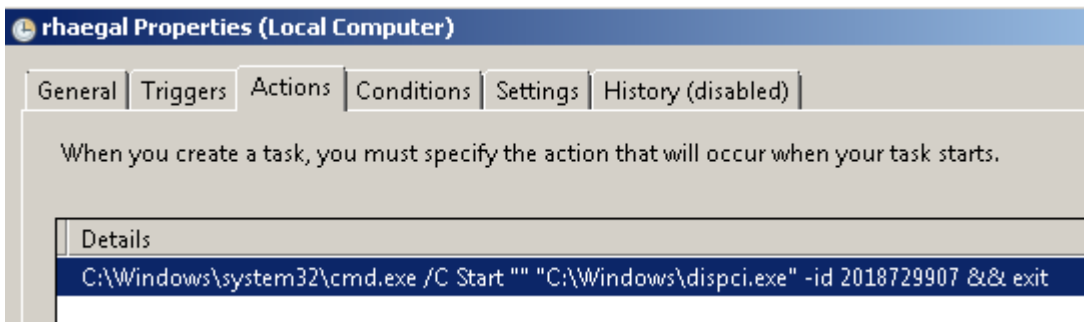 rhaegal Properties (Local Computer)
General Triggers Actions Conditions Settings History (disabled)
When you create a task, you must specify the action that will occur when your task starts.
Details
C:\Windows\system32\cmd.exe /C Start "" "C:\Windows\dispci.exe" -id 2018729907 && exit